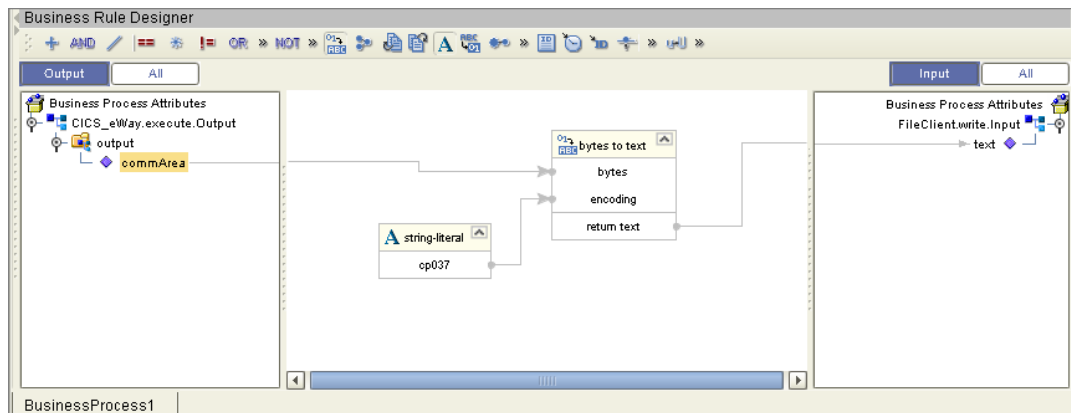 Business Rule Designer
AND == != OR » NOT » A »
Output All Input All
Business Process Attributes
CICS_eWay.execute.Output
output
commArea
bytes to text
bytes
encoding
return text
A string-literal
cp037
Business Process Attributes
FileClient.write.Input
text
BusinessProcess1